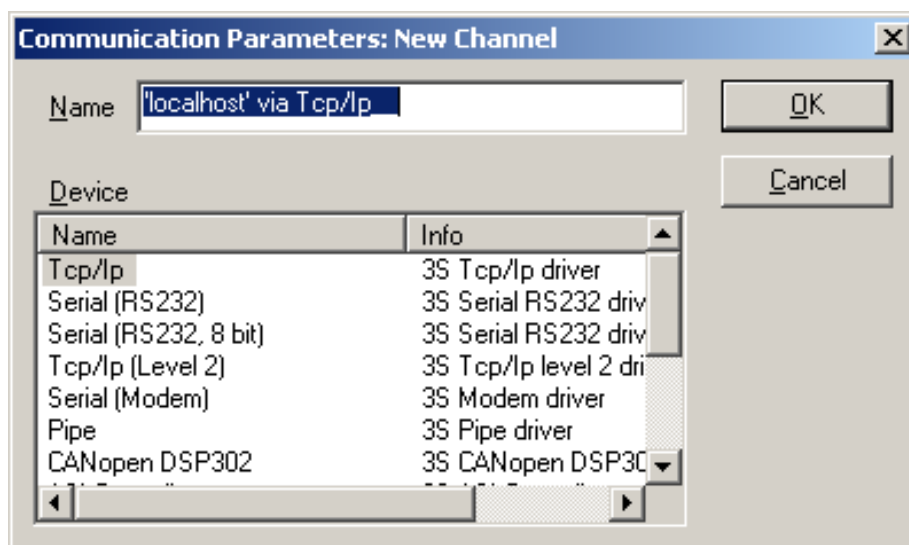 Communication Parameters: New Channel
Name 'localhost' via Tcp/Ip__ OK
Cancel
Device
Name Info
Tcp/Ip 3S Tcp/Ip driver
Serial (RS232) 3S Serial RS232 driv
Serial (RS232, 8 bit) 3S Serial RS232 driv
Tcp/Ip (Level 2) 3S Tcp/Ip level 2 dri
Serial (Modem) 3S Modem driver
Pipe 3S Pipe driver
CANopen DSP302 3S CANopen DSP30